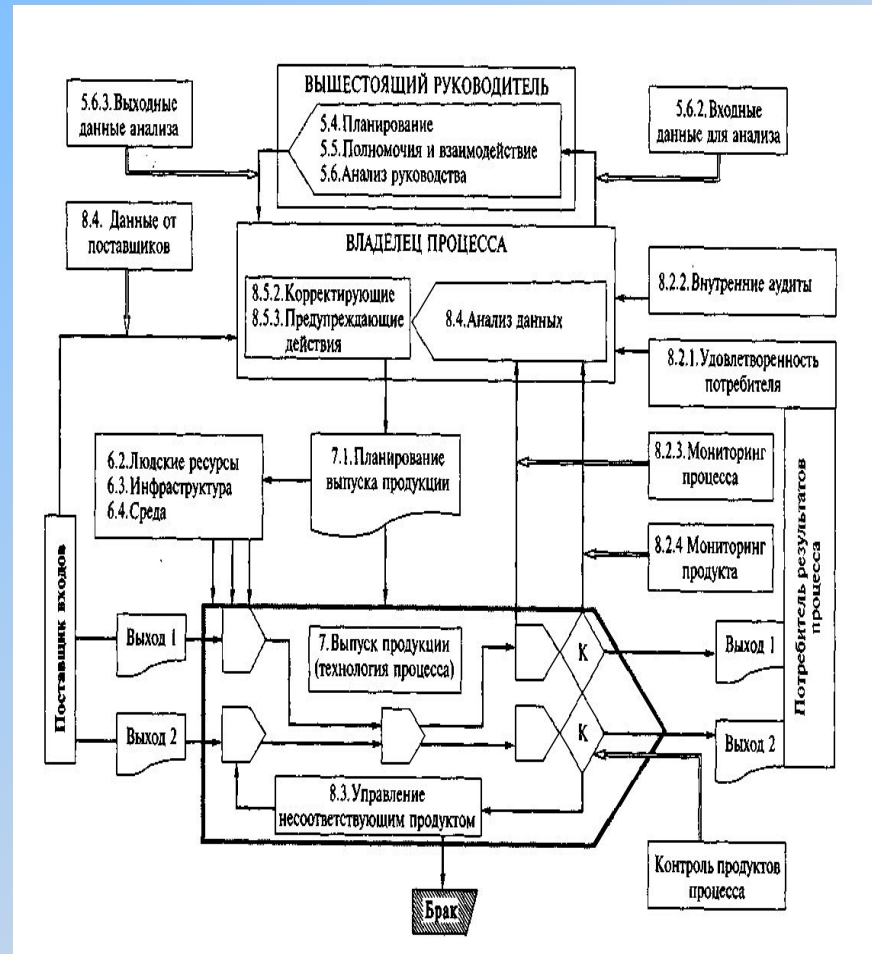 ВЫШЕСТОЯЩИЙ РУКОВОДИТЕЛЬ
5.6.3.Выходные
данные анализа
5.4.Планирование
5.5.Полномочия и взаимодействие
5.6.Анализ руководства
5.6.2.Входные
данные для анализа
8.4. Данные от
поставщиков
ВЛАДЕЛЕЦ ПРОЦЕССА
8.5.2.Корректирующие
8.5.3.Предупреждающие
действия
8.4.Анализ данных
8.2.2.Внутренние аудиты
8.2.1.Удовлетворенность
потребителя
6.2.Людские ресурсы
6.3.Инфраструктура
6.4.Среда
7.1.Планирование
выпуска продукции
8.2.3.Мониторинг
процесса
8.2.4 Мониторинг
продукта
Поставщик входов
Потребитель результатов
процесса
Выход 1
7.Выпуск продукции
(технология процесса)
К
Выход 1
Выход 2
К
Выход 2
8.3.Управление
несоответствующим продуктом
Контроль продуктов
процесса
Брак